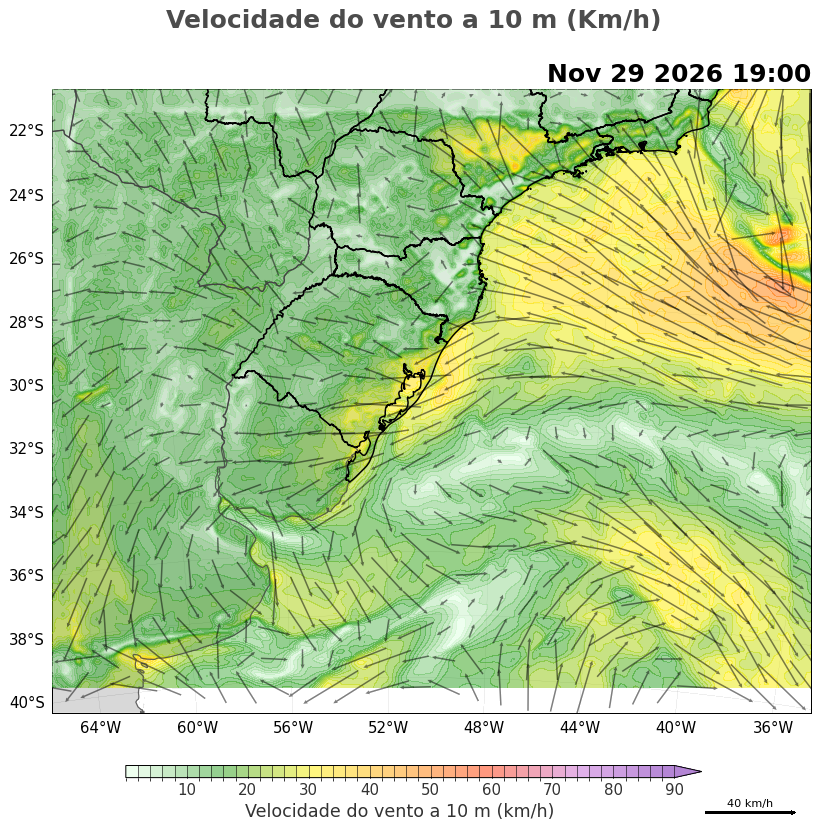 Velocidade do vento a 10 m (Km/h)
Nov 29 2026 19:00
22°S
24°S
26°S
28°S
30°S
32°S
34°S
36°S
38°S
40°S
64°W 60°W 56°W 52°W 48°W 44°W 40°W 36°W
10 20 30 40 50 60 70 80 90
Velocidade do vento a 10 m (km/h)
40 km/h